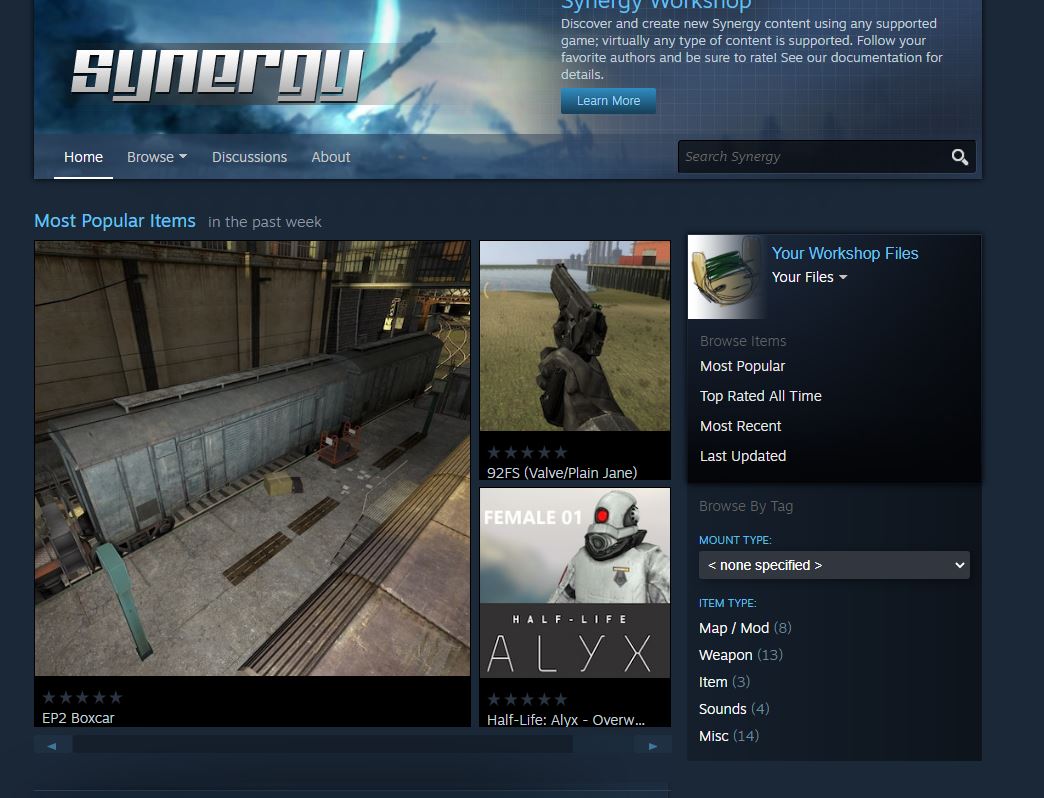 Synergy Workshop
Discover and create new Synergy content using any supported
game; virtually any type of content is supported. Follow your
favorite authors and be sure to rate! See our documentation for
details.
synergy
Learn More
Home
Browse
Discussions
About
Search Synergy
Most Popular Items in the past week
EP2 Boxcar
92FS (Valve/Plain Jane)
FEMALE 01
HALF-LIFE
ALYX
Half-Life: Alyx - Overw...
Your Workshop Files
Your Files
Browse Items
Most Popular
Top Rated All Time
Most Recent
Last Updated
Browse By Tag
MOUNT TYPE:
< none specified >
ITEM TYPE:
Map / Mod (8)
Weapon (13)
Item (3)
Sounds (4)
Misc (14)